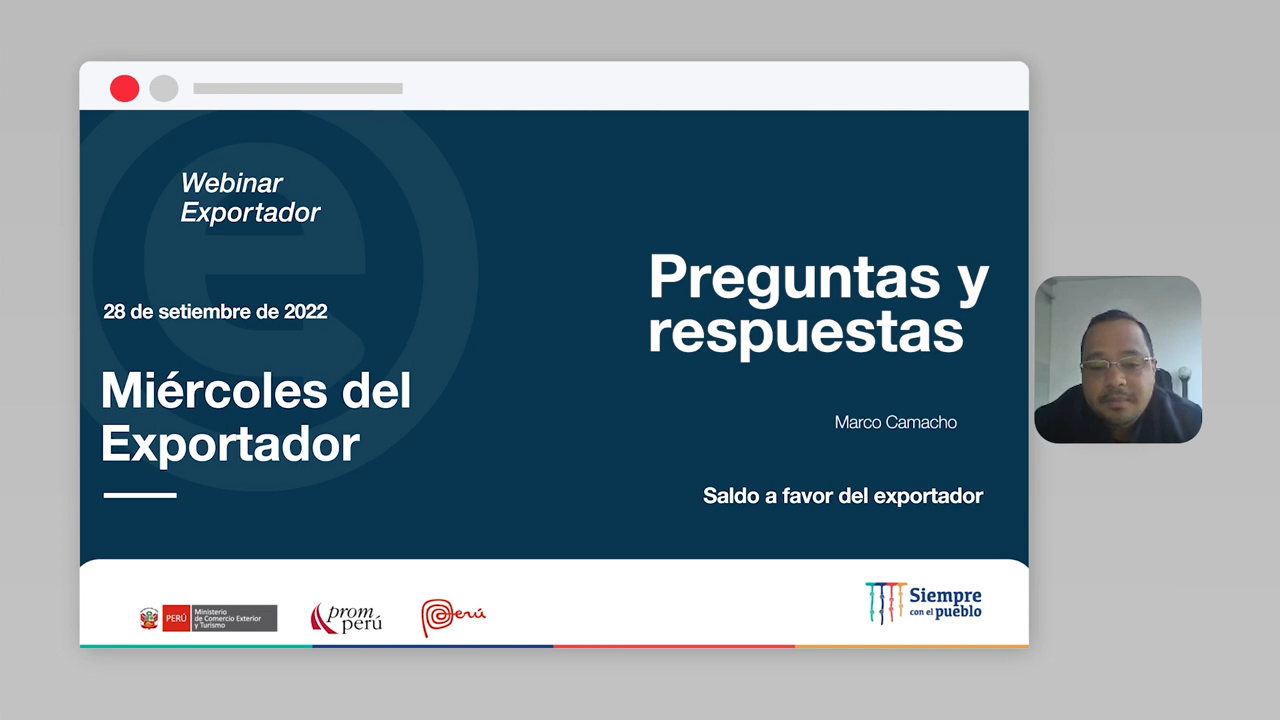 Webinar
Exportador
28 de setiembre de 2022
Miércoles del
Exportador
Preguntas y
respuestas
Marco Camacho
Saldo a favor del exportador
PERÚ
Ministerio
de Comercio Exterior
y Turismo
prom
perú
Perú
Siempre
con el pueblo